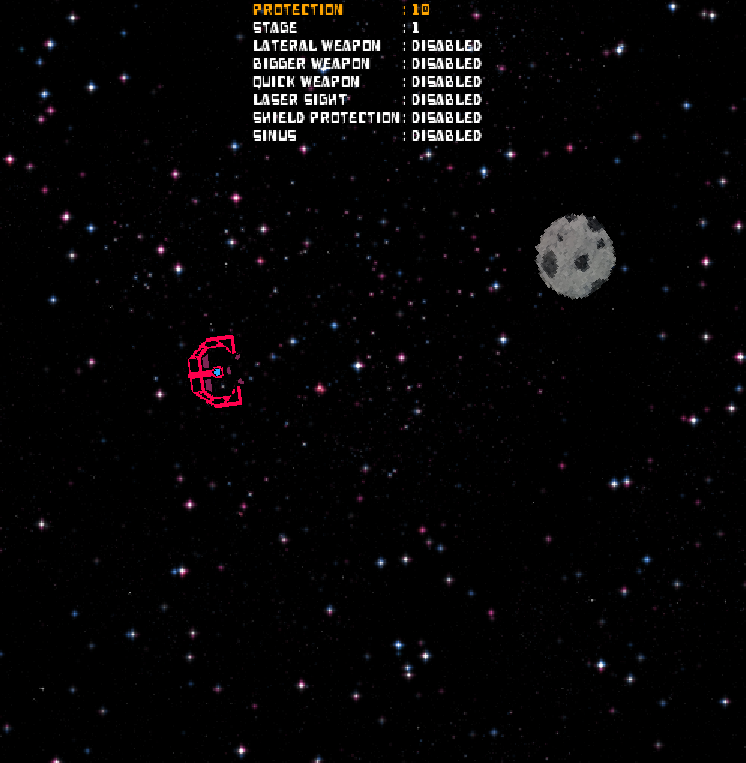 PROTECTION : 10
STAGE : 1
LATERAL WEAPON : DISABLED
BIGGER WEAPON : DISABLED
QUICK WEAPON : DISABLED
LASER SIGHT : DISABLED
SHIELD PROTECTION : DISABLED
SINUS : DISABLED